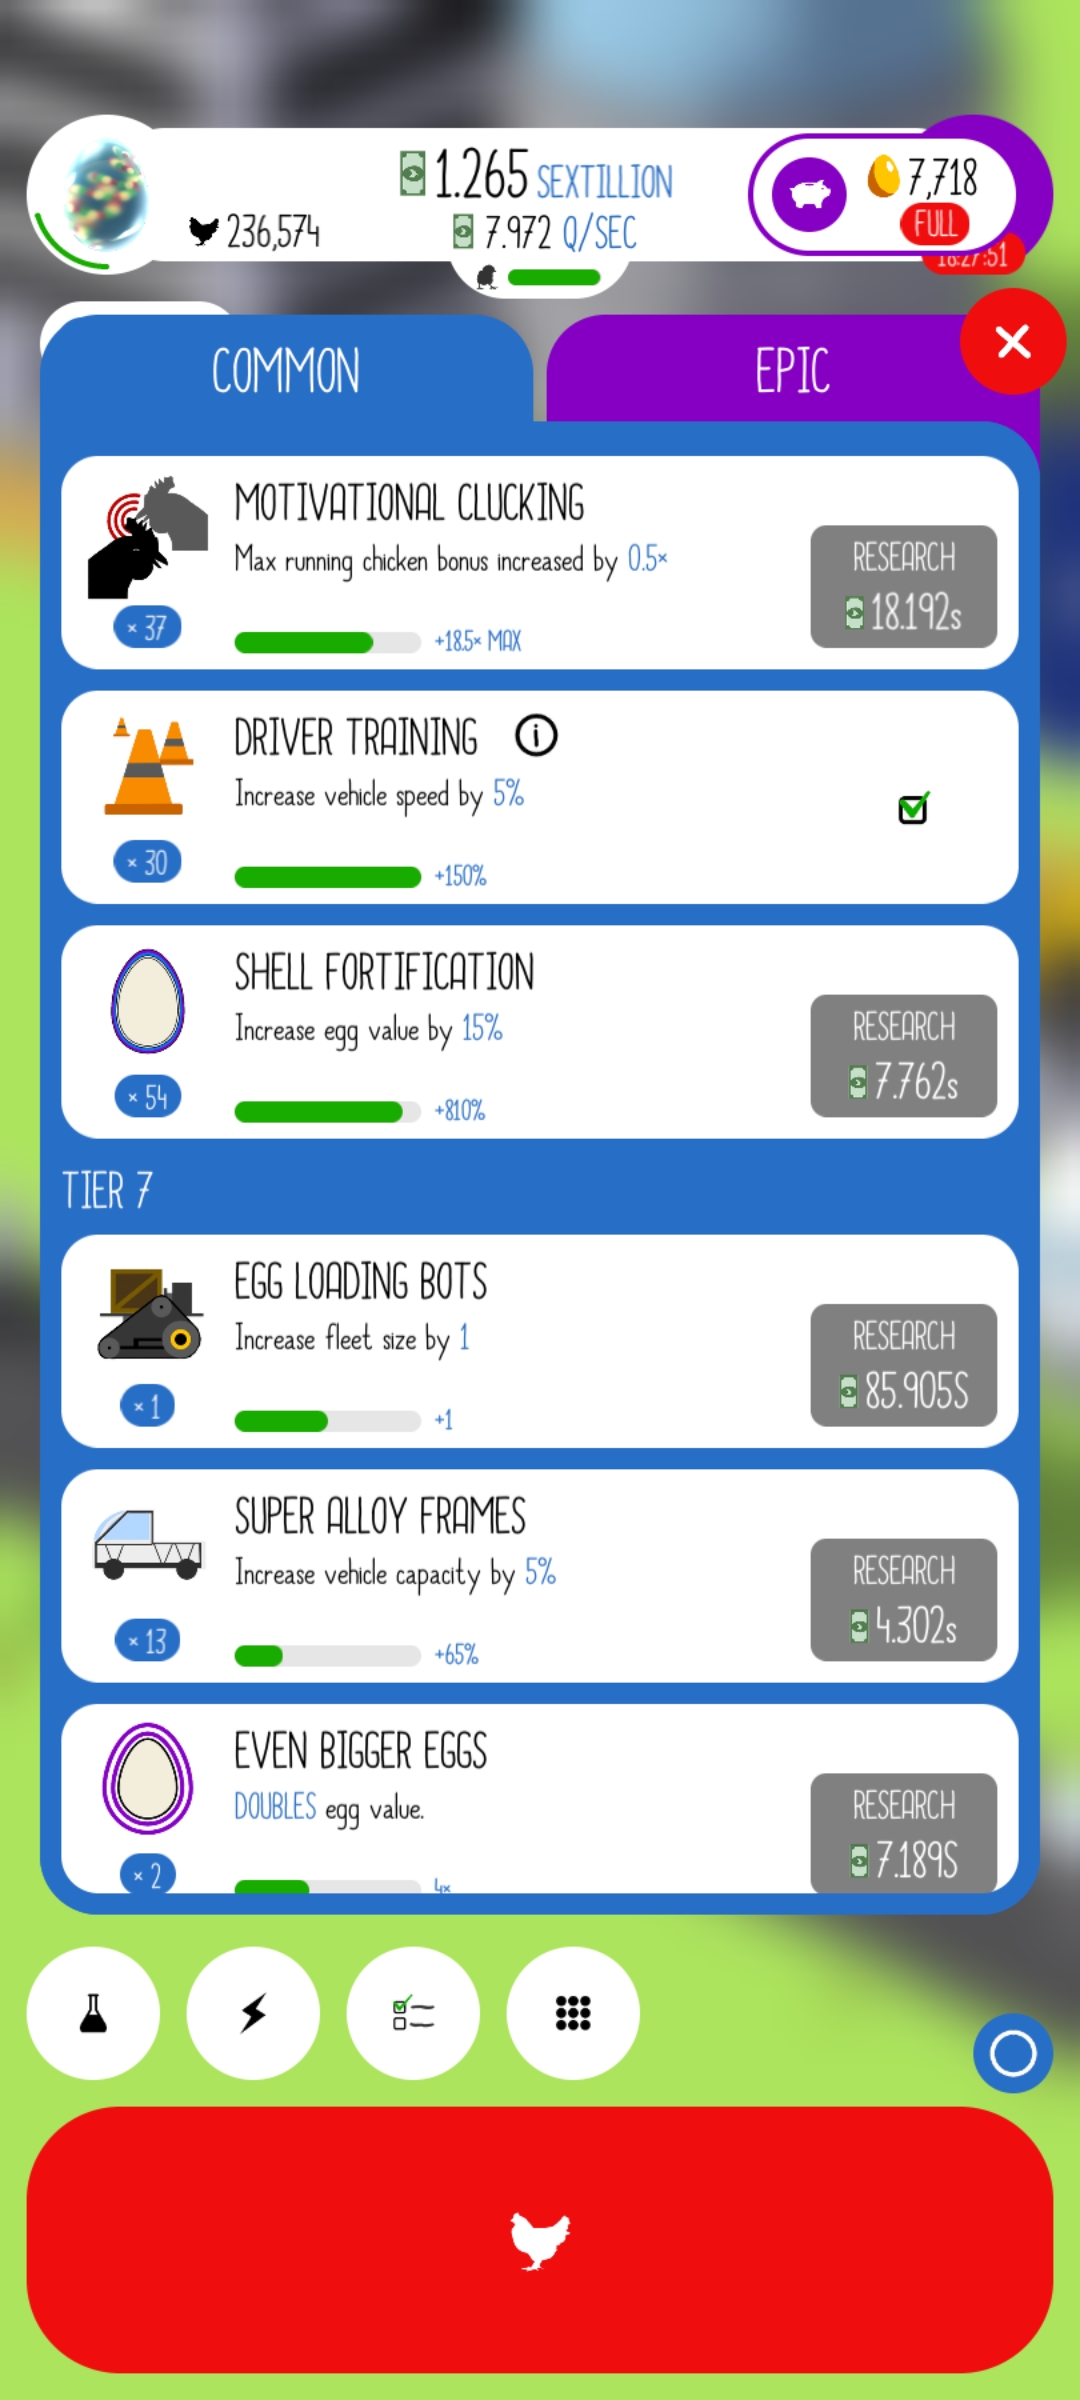 1.265 SEXTILLION
236,574
7.972 Q/SEC
7,718
FULL
16:27:51
COMMON
EPIC
MOTIVATIONAL CLUCKING
Max running chicken bonus increased by 0.5×
RESEARCH
18.192s
× 37
+18.5× MAX
DRIVER TRAINING
Increase vehicle speed by 5%
× 30
+150%
SHELL FORTIFICATION
Increase egg value by 15%
RESEARCH
7.762s
× 54
+810%
TIER 7
EGG LOADING BOTS
Increase fleet size by 1
RESEARCH
85.905S
× 1
+1
SUPER ALLOY FRAMES
Increase vehicle capacity by 5%
RESEARCH
4.302s
× 13
+65%
EVEN BIGGER EGGS
DOUBLES egg value.
RESEARCH
7.189S
× 2
4×